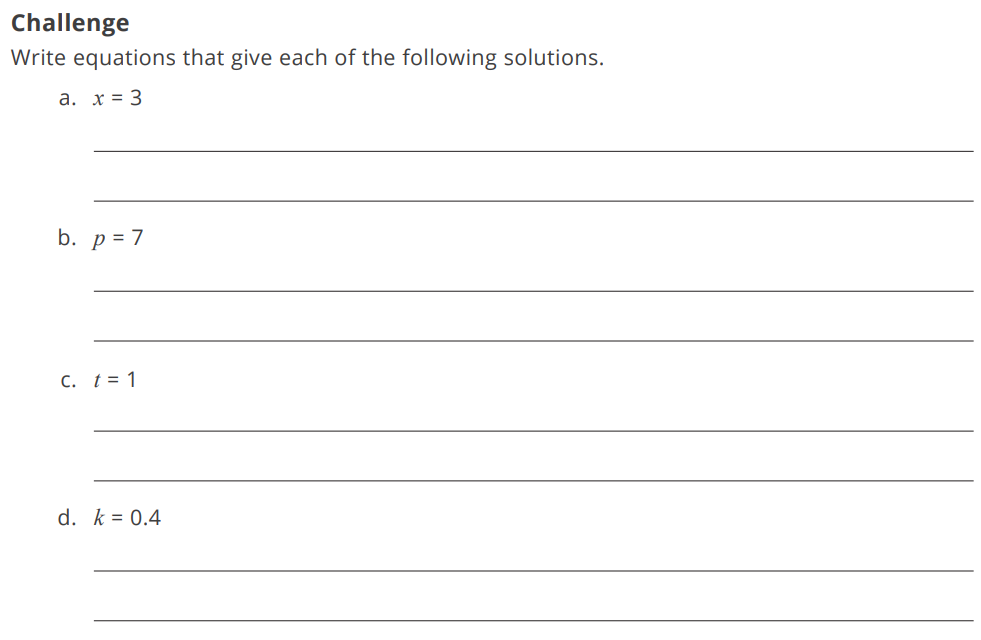 Challenge
Write equations that give each of the following solutions.
a. x = 3
b. p = 7
c. t = 1
d. k = 0.4